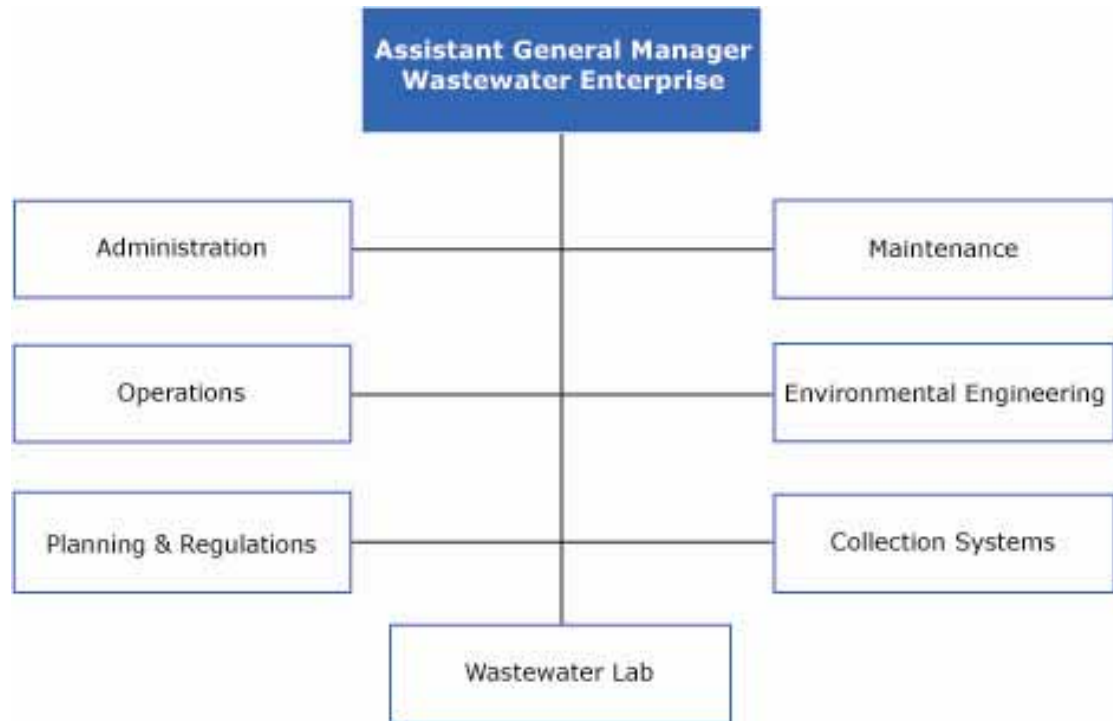 Assistant General Manager
Wastewater Enterprise
Administration
Maintenance
Operations
Environmental Engineering
Planning & Regulations
Collection Systems
Wastewater Lab